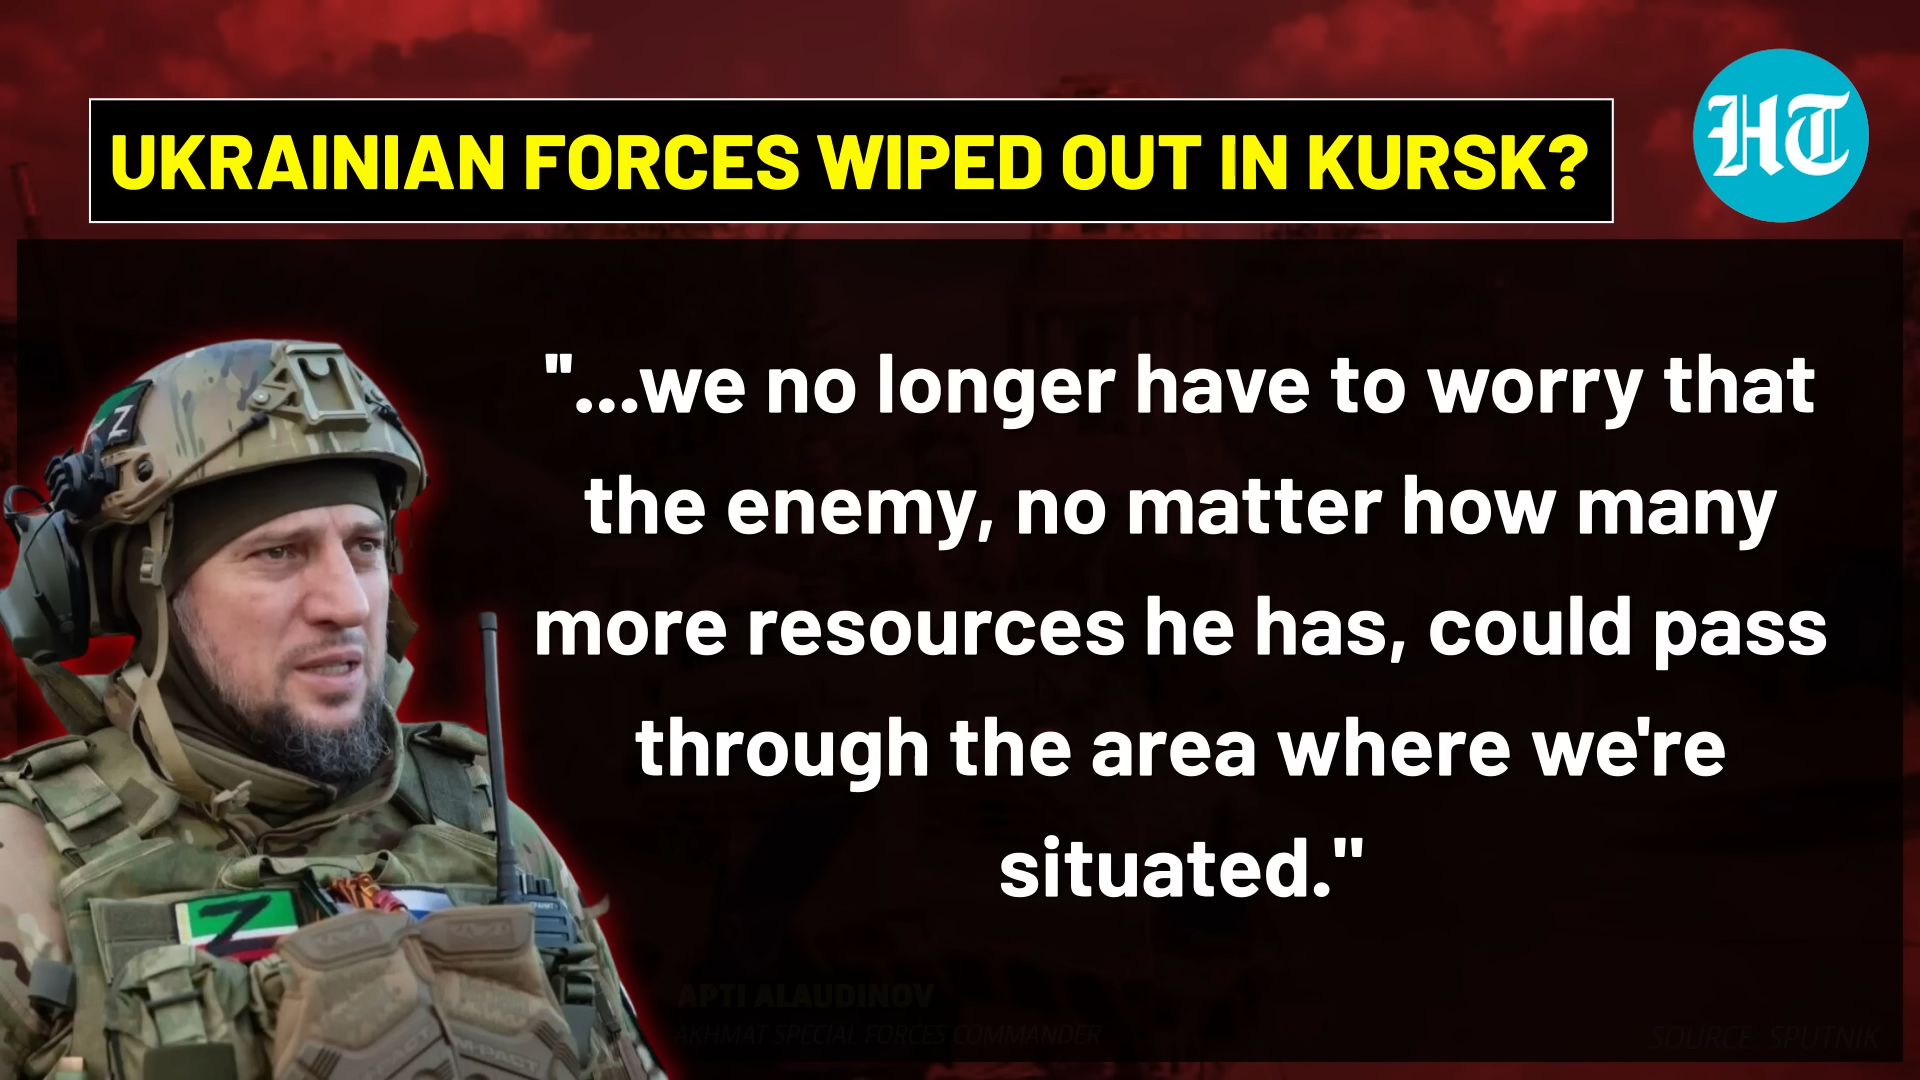 UKRAINIAN FORCES WIPED OUT IN KURSK?
HT
"...we no longer have to worry that
the enemy, no matter how many
more resources he has, could pass
through the area where we're
situated."
Z
Z
APTI ALAUDINOV
AKHMAT SPECIAL FORCES COMMANDER
SOURCE: SPUTNIK